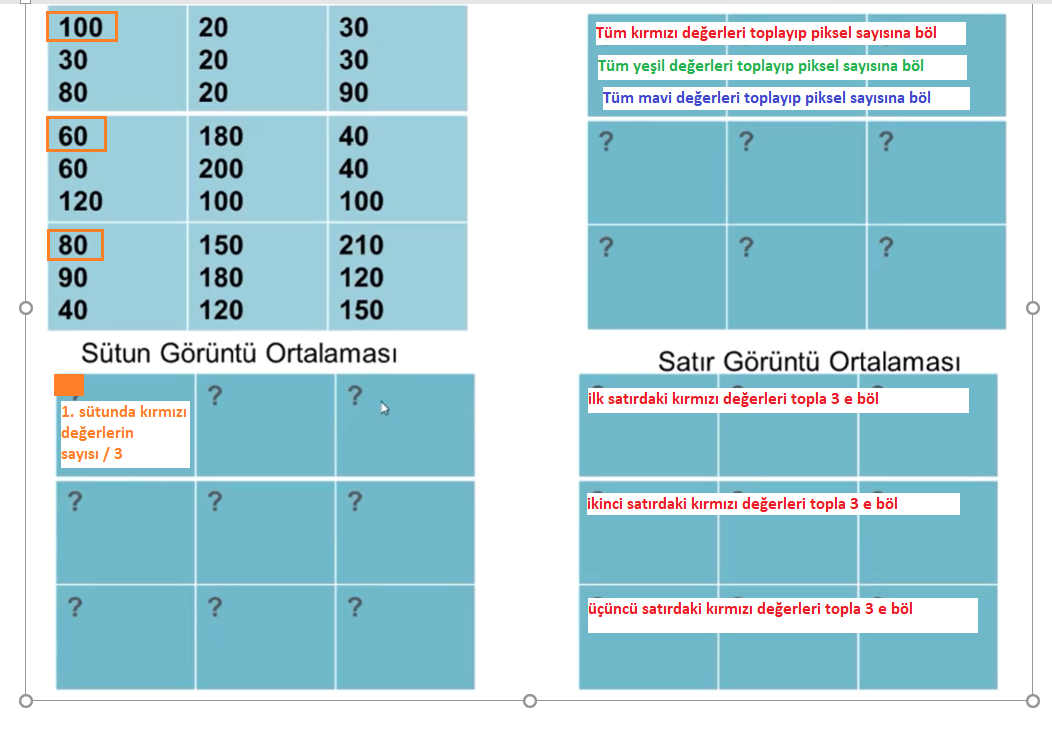 100 20 30
30 20 30
80 20 90
60 180 40
60 200 40
120 100 100
80 150 210
90 180 120
40 120 150
Tüm kırmızı değerleri toplayıp piksel sayısına böl
Tüm yeşil değerleri toplayıp piksel sayısına böl
Tüm mavi değerleri toplayıp piksel sayısına böl
? ? ?
? ? ?
Sütun Görüntü Ortalaması
? ?
1. sütunda kırmızı
değerlerin
sayısı / 3
? ? ?
? ? ?
Satır Görüntü Ortalaması
ilk satırdaki kırmızı değerleri topla 3 e böl
ikinci satırdaki kırmızı değerleri topla 3 e böl
üçüncü satırdaki kırmızı değerleri topla 3 e böl